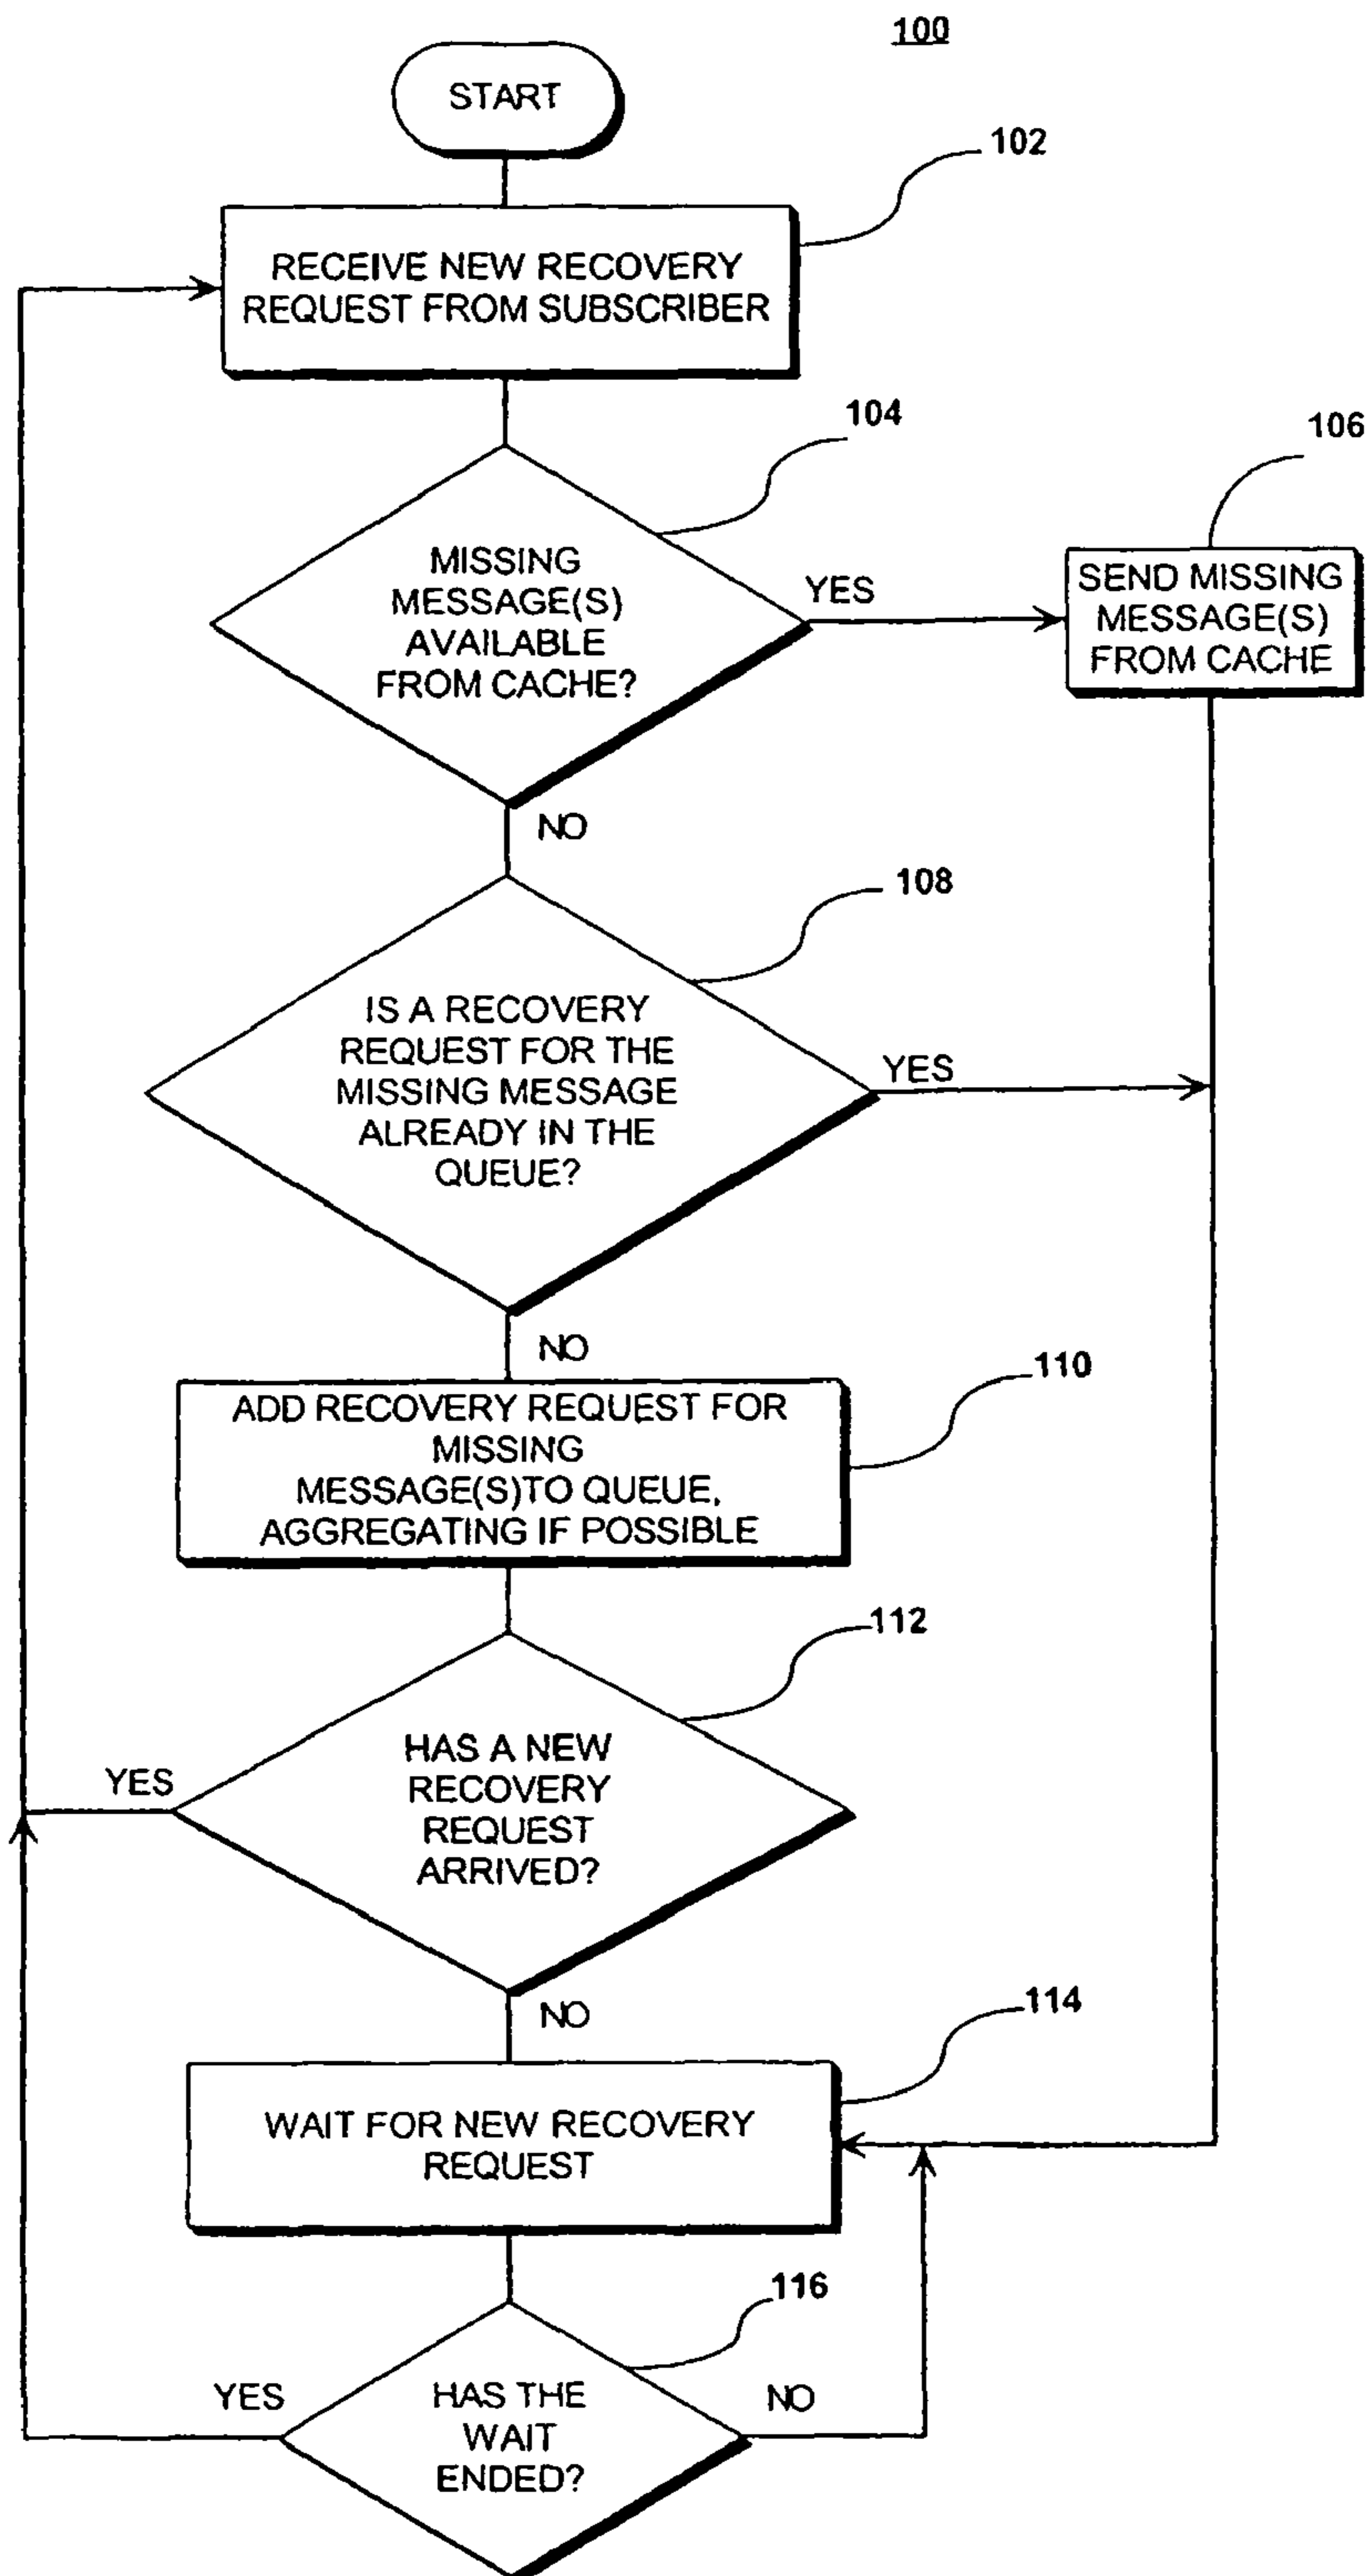 100
START
102
RECEIVE NEW RECOVERY
REQUEST FROM SUBSCRIBER
104
106
MISSING
MESSAGE(S)
AVAILABLE
FROM CACHE?
YES
SEND MISSING
MESSAGE(S)
FROM CACHE
NO
108
IS A RECOVERY
REQUEST FOR THE
MISSING MESSAGE
ALREADY IN THE
QUEUE?
YES
NO
110
ADD RECOVERY REQUEST FOR
MISSING
MESSAGE(S)TO QUEUE,
AGGREGATING IF POSSIBLE
112
HAS A NEW
RECOVERY
REQUEST
ARRIVED?
YES
NO
114
WAIT FOR NEW RECOVERY
REQUEST
116
HAS THE
WAIT
ENDED?
YES
NO